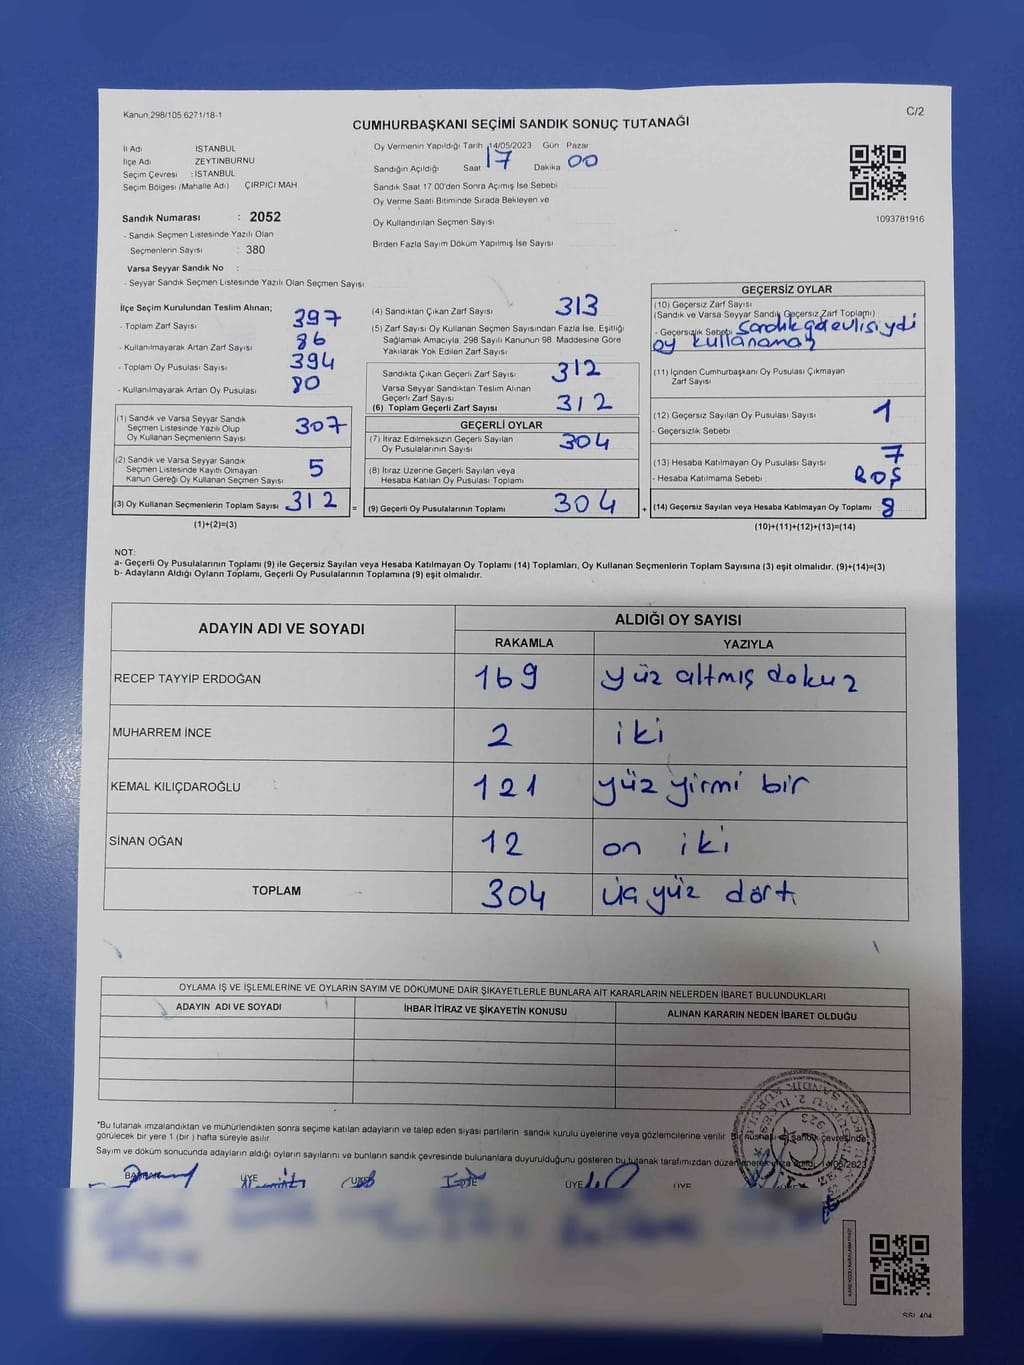 Kanun.298/105.6271/18-1
C/2
CUMHURBAŞKANI SEÇİMİ SANDIK SONUÇ TUTANAĞI
İl Adı İSTANBUL
İlçe Adı ZEYTİNBURNU
Seçim Çevresi : İSTANBUL
Seçim Bölgesi (Mahalle Adı) ÇIRPICI MAH
Sandık Numarası : 2052
- Sandık Seçmen Listesinde Yazılı Olan
Seçmenlerin Sayısı : 380
Varsa Seyyar Sandık No :
- Seyyar Sandık Seçmen Listesinde Yazılı Olan Seçmen Sayısı
Oy Vermenin Yapıldığı Tarih 14/05/2023 Gün : Pazar
Sandığın Açıldığı Saat 17 Dakika 00
Sandık Saat 17.00'den Sonra Açılmış İse Sebebi
Oy Verme Saati Bitiminde Sırada Bekleyen ve
Oy Kullandırılan Seçmen Sayısı
Birden Fazla Sayım Döküm Yapılmış İse Sayısı
1093781916
İlçe Seçim Kurulundan Teslim Alınan;
- Toplam Zarf Sayısı 397
- Kullanılmayarak Artan Zarf Sayısı 86
- Toplam Oy Pusulası Sayısı 394
- Kullanılmayarak Artan Oy Pusulası 80
(1) Sandık ve Varsa Seyyar Sandık
Seçmen Listesinde Yazılı Olup
Oy Kullanan Seçmenlerin Sayısı 307
(2) Sandık ve Varsa Seyyar Sandık
Seçmen Listesinde Kayıtlı Olmayan
Kanun Gereği Oy Kullanan Seçmen Sayısı 5
(3) Oy Kullanan Seçmenlerin Toplam Sayısı 312 =
(1)+(2)=(3)
(4) Sandıktan Çıkan Zarf Sayısı 313
(5) Zarf Sayısı Oy Kullanan Seçmen Sayısından Fazla İse, Eşitliği
Sağlamak Amacıyla, 298 Sayılı Kanunun 98. Maddesine Göre
Yakılarak Yok Edilen Zarf Sayısı
Sandıkta Çıkan Geçerli Zarf Sayısı 312
Varsa Seyyar Sandıktan Teslim Alınan
Geçerli Zarf Sayısı
(6) Toplam Geçerli Zarf Sayısı 312
GEÇERLİ OYLAR
(7) İtiraz Edilmeksizin Geçerli Sayılan
Oy Pusulalarının Sayısı 304
(8) İtiraz Üzerine Geçerli Sayılan veya
Hesaba Katılan Oy Pusulası Toplamı
(9) Geçerli Oy Pusulalarının Toplamı 304 +
GEÇERSİZ OYLAR
(10) Geçersiz Zarf Sayısı
(Sandık ve Varsa Seyyar Sandık Geçersiz Zarf Toplamı)
- Geçersizlik Sebebi Sandık görevlisiydi
oy kullanamaz
(11) İçinden Cumhurbaşkanı Oy Pusulası Çıkmayan
Zarf Sayısı
(12) Geçersiz Sayılan Oy Pusulası Sayısı 1
- Geçersizlik Sebebi
(13) Hesaba Katılmayan Oy Pusulası Sayısı 7
- Hesaba Katılmama Sebebi BOŞ
(14) Geçersiz Sayılan veya Hesaba Katılmayan Oy Toplamı 8
(10)+(11)+(12)+(13)=(14)
NOT:
a- Geçerli Oy Pusulalarının Toplamı (9) ile Geçersiz Sayılan veya Hesaba Katılmayan Oy Toplamı (14) Toplamları, Oy Kullanan Seçmenlerin Toplam Sayısına (3) eşit olmalıdır. (9)+(14)=(3)
b- Adayların Aldığı Oyların Toplamı, Geçerli Oy Pusulalarının Toplamına (9) eşit olmalıdır.
ADAYIN ADI VE SOYADI
ALDIĞI OY SAYISI
RAKAMLA YAZIYLA
RECEP TAYYİP ERDOĞAN 169 yüz altmış dokuz
MUHARREM İNCE 2 iki
KEMAL KILIÇDAROĞLU 121 yüz yirmi bir
SİNAN OĞAN 12 on iki
TOPLAM 304 üç yüz dört
OYLAMA İŞ VE İŞLEMLERİNE VE OYLARIN SAYIM VE DÖKÜMÜNE DAİR ŞİKAYETLERLE BUNLARA AİT KARARLARIN NELERDEN İBARET BULUNDUKLARI
ADAYIN ADI VE SOYADI İHBAR İTİRAZ VE ŞİKAYETİN KONUSU ALINAN KARARIN NEDEN İBARET OLDUĞU
*Bu tutanak imzalandıktan ve mühürlendikten sonra seçime katılan adayların ve talep eden siyasi partilerin sandık kurulu üyelerine veya gözlemcilerine verilir. Bir nüshası da sandık çevresinde
görülecek bir yere 1 (bir) hafta süreyle asılır.
Sayım ve döküm sonucunda adayların aldığı oyların sayılarını ve bunların sandık çevresinde bulunanlara duyurulduğunu gösteren bu tutanak tarafımızdan düzenlenerek imza edildi. 14/05/2023
BAŞKAN ÜYE ÜYE ÜYE ÜYE ÜYE